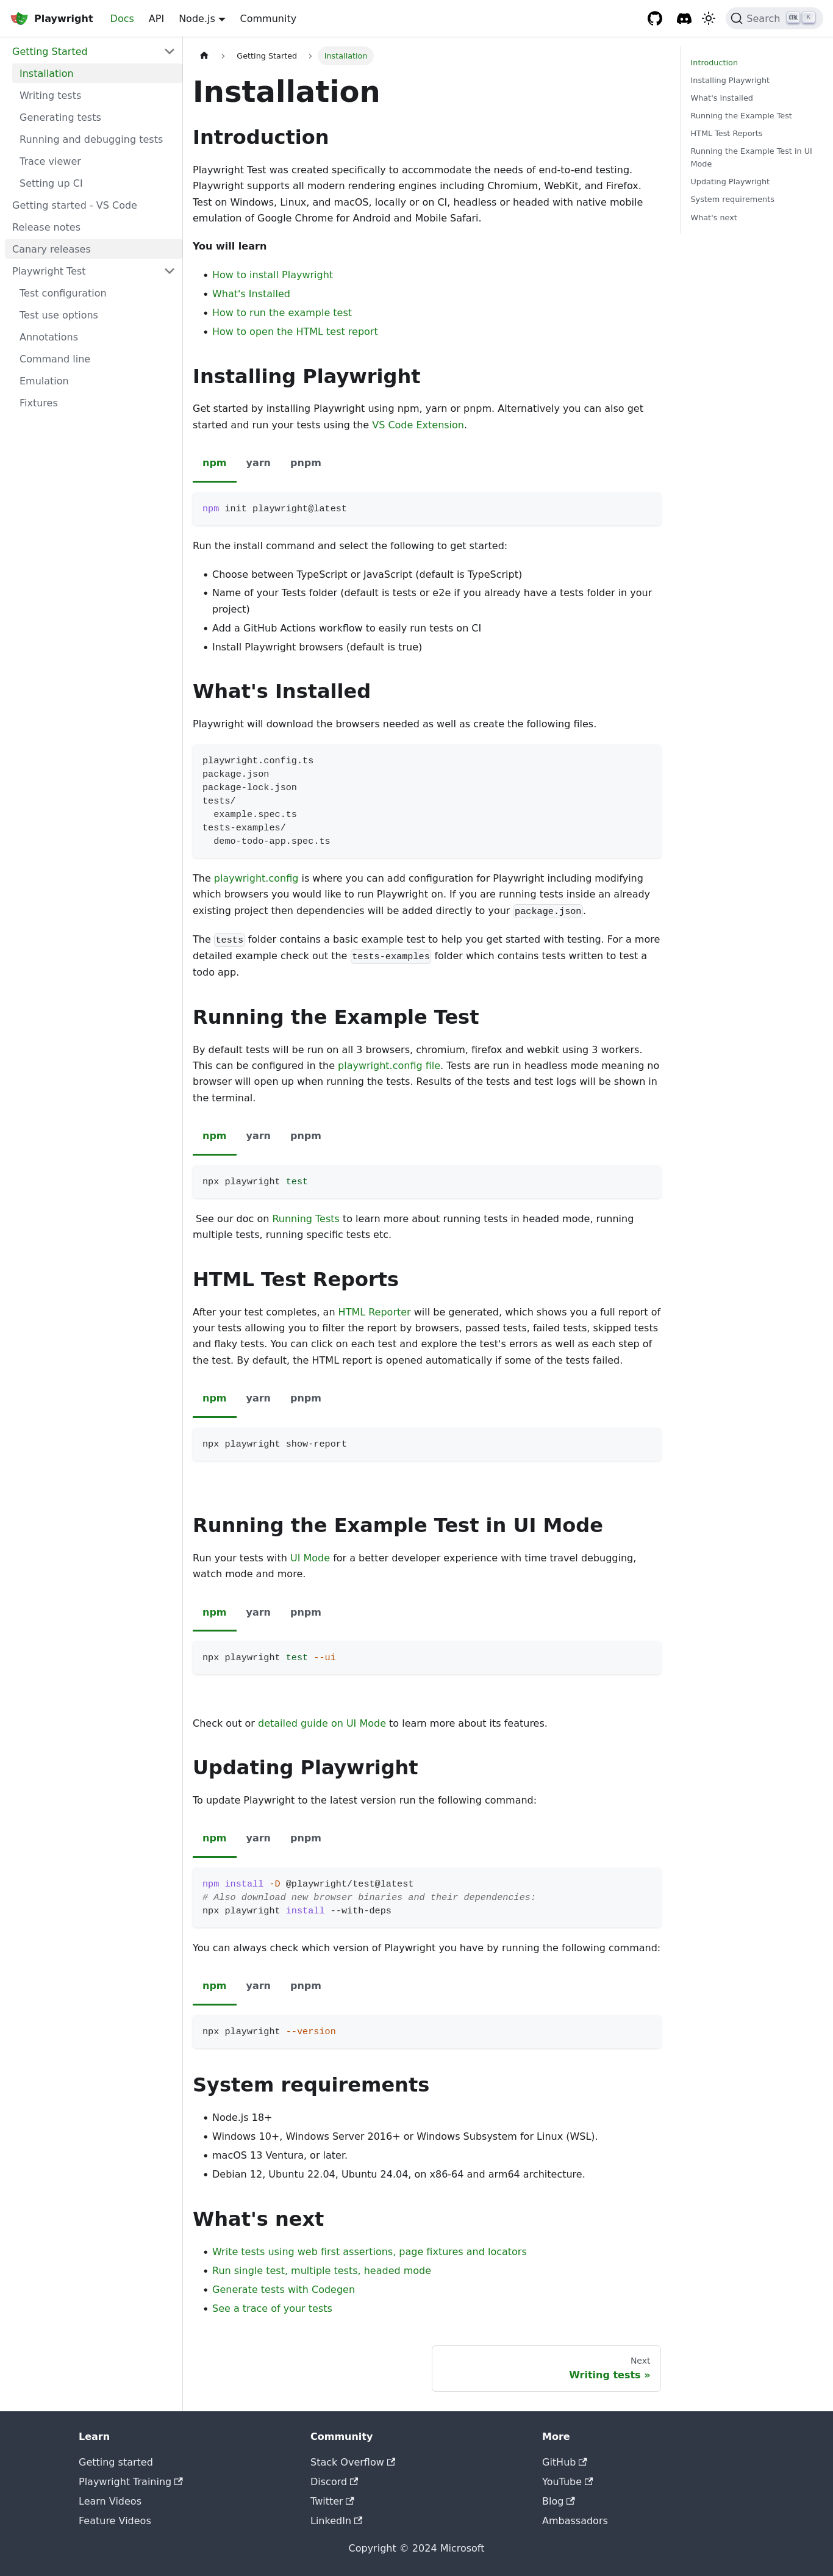 Playwright Docs API Node.js Community Search CTRL K
Getting Started
Installation
Writing tests
Generating tests
Running and debugging tests
Trace viewer
Setting up CI
Getting started - VS Code
Release notes
Canary releases
Playwright Test
Test configuration
Test use options
Annotations
Command line
Emulation
Fixtures
Getting Started Installation
Installation
Introduction
Playwright Test was created specifically to accommodate the needs of end-to-end testing.
Playwright supports all modern rendering engines including Chromium, WebKit, and Firefox.
Test on Windows, Linux, and macOS, locally or on CI, headless or headed with native mobile
emulation of Google Chrome for Android and Mobile Safari.
You will learn
How to install Playwright
What's Installed
How to run the example test
How to open the HTML test report
Installing Playwright
Get started by installing Playwright using npm, yarn or pnpm. Alternatively you can also get
started and run your tests using the VS Code Extension.
npm yarn pnpm
npm init playwright@latest
Run the install command and select the following to get started:
Choose between TypeScript or JavaScript (default is TypeScript)
Name of your Tests folder (default is tests or e2e if you already have a tests folder in your
project)
Add a GitHub Actions workflow to easily run tests on CI
Install Playwright browsers (default is true)
What's Installed
Playwright will download the browsers needed as well as create the following files.
playwright.config.ts
package.json
package-lock.json
tests/
example.spec.ts
tests-examples/
demo-todo-app.spec.ts
The playwright.config is where you can add configuration for Playwright including modifying
which browsers you would like to run Playwright on. If you are running tests inside an already
existing project then dependencies will be added directly to your package.json.
The tests folder contains a basic example test to help you get started with testing. For a more
detailed example check out the tests-examples folder which contains tests written to test a
todo app.
Running the Example Test
By default tests will be run on all 3 browsers, chromium, firefox and webkit using 3 workers.
This can be configured in the playwright.config file. Tests are run in headless mode meaning no
browser will open up when running the tests. Results of the tests and test logs will be shown in
the terminal.
npm yarn pnpm
npx playwright test
See our doc on Running Tests to learn more about running tests in headed mode, running
multiple tests, running specific tests etc.
HTML Test Reports
After your test completes, an HTML Reporter will be generated, which shows you a full report of
your tests allowing you to filter the report by browsers, passed tests, failed tests, skipped tests
and flaky tests. You can click on each test and explore the test's errors as well as each step of
the test. By default, the HTML report is opened automatically if some of the tests failed.
npm yarn pnpm
npx playwright show-report
Running the Example Test in UI Mode
Run your tests with UI Mode for a better developer experience with time travel debugging,
watch mode and more.
npm yarn pnpm
npx playwright test --ui
Check out or detailed guide on UI Mode to learn more about its features.
Updating Playwright
To update Playwright to the latest version run the following command:
npm yarn pnpm
npm install -D @playwright/test@latest
# Also download new browser binaries and their dependencies:
npx playwright install --with-deps
You can always check which version of Playwright you have by running the following command:
npm yarn pnpm
npx playwright --version
System requirements
Node.js 18+
Windows 10+, Windows Server 2016+ or Windows Subsystem for Linux (WSL).
macOS 13 Ventura, or later.
Debian 12, Ubuntu 22.04, Ubuntu 24.04, on x86-64 and arm64 architecture.
What's next
Write tests using web first assertions, page fixtures and locators
Run single test, multiple tests, headed mode
Generate tests with Codegen
See a trace of your tests
Next
Writing tests »
Introduction
Installing Playwright
What's Installed
Running the Example Test
HTML Test Reports
Running the Example Test in UI
Mode
Updating Playwright
System requirements
What's next
Learn
Getting started
Playwright Training
Learn Videos
Feature Videos
Community
Stack Overflow
Discord
Twitter
LinkedIn
More
GitHub
YouTube
Blog
Ambassadors
Copyright © 2024 Microsoft